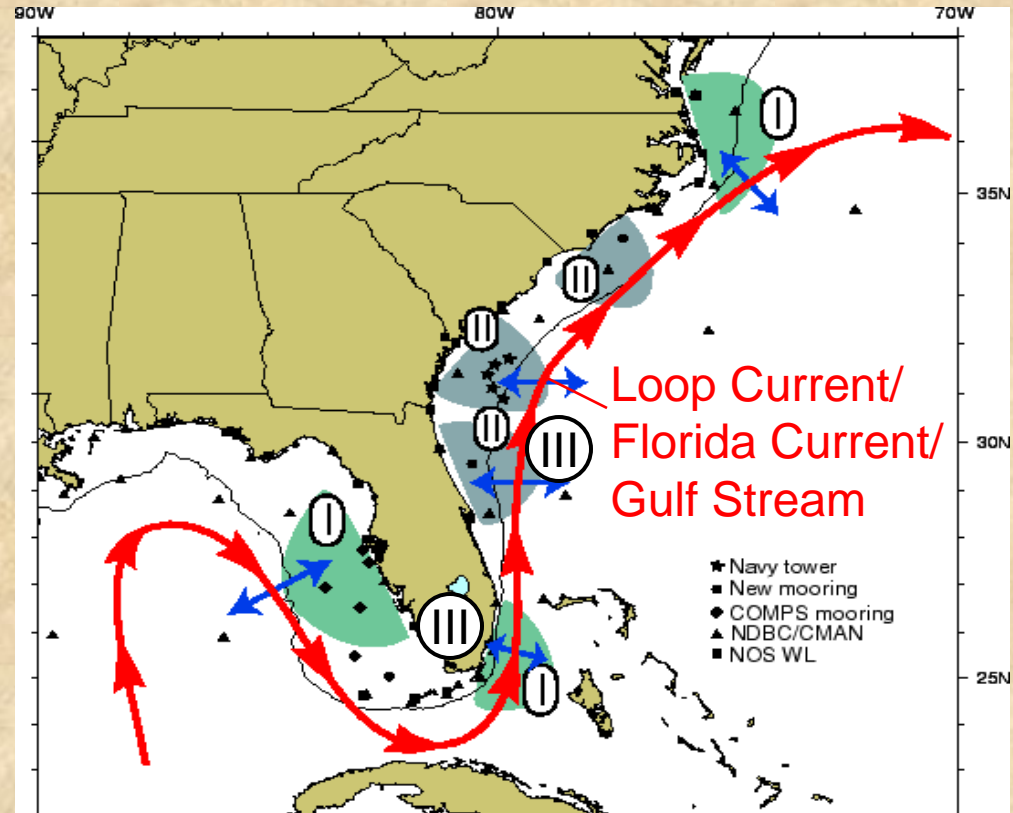 90W
80W
70W
I
35N
II
II
Loop Current/
Florida Current/
Gulf Stream
II
III
30N
I
Navy tower
New mooring
COMPS mooring
NDBC/CMAN
NOS WL
III
I
25N